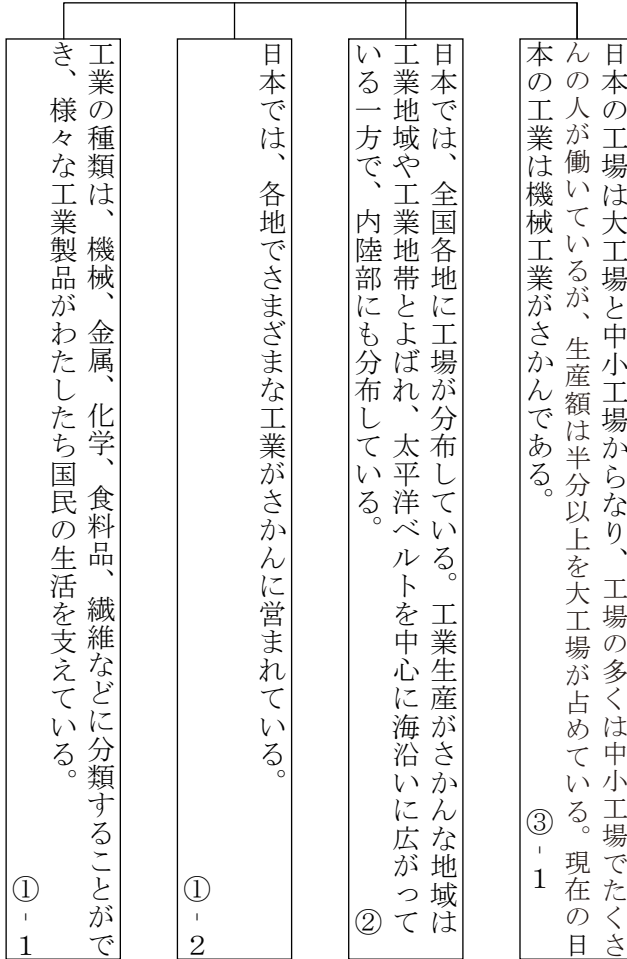 日本の工場は大工場と中小工場からなり、工場の多くは中小工場でたくさ
んの人が働いているが、生産額は半分以上を大工場が占めている。現在の日
本の工業は機械工業がさかんである。
③-1
日本では、全国各地に工場が分布している。工業生産がさかんな地域は
工業地域や工業地帯とよばれ、太平洋ベルトを中心に海沿いに広がって
いる一方で、内陸部にも分布している。
②
日本では、各地でさまざまな工業がさかんに営まれている。
①-2
工業の種類は、機械、金属、化学、食料品、繊維などに分類することがで
き、様々な工業製品がわたしたち国民の生活を支えている。
①-1